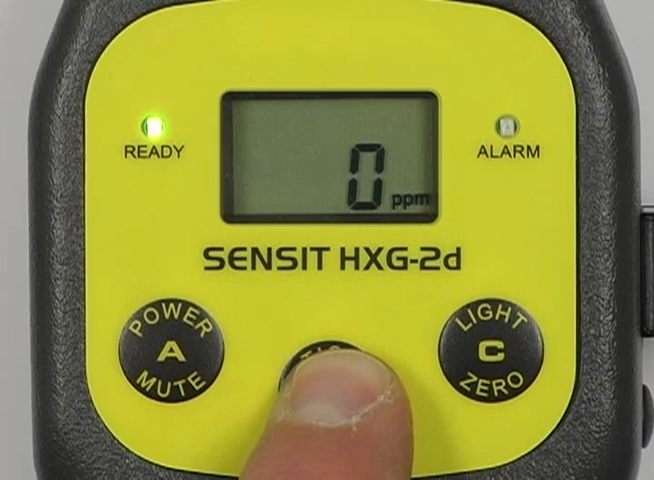 READY
ALARM
0 ppm
SENSIT HXG-2d
POWER
A
MUTE
LIGHT
C
ZERO